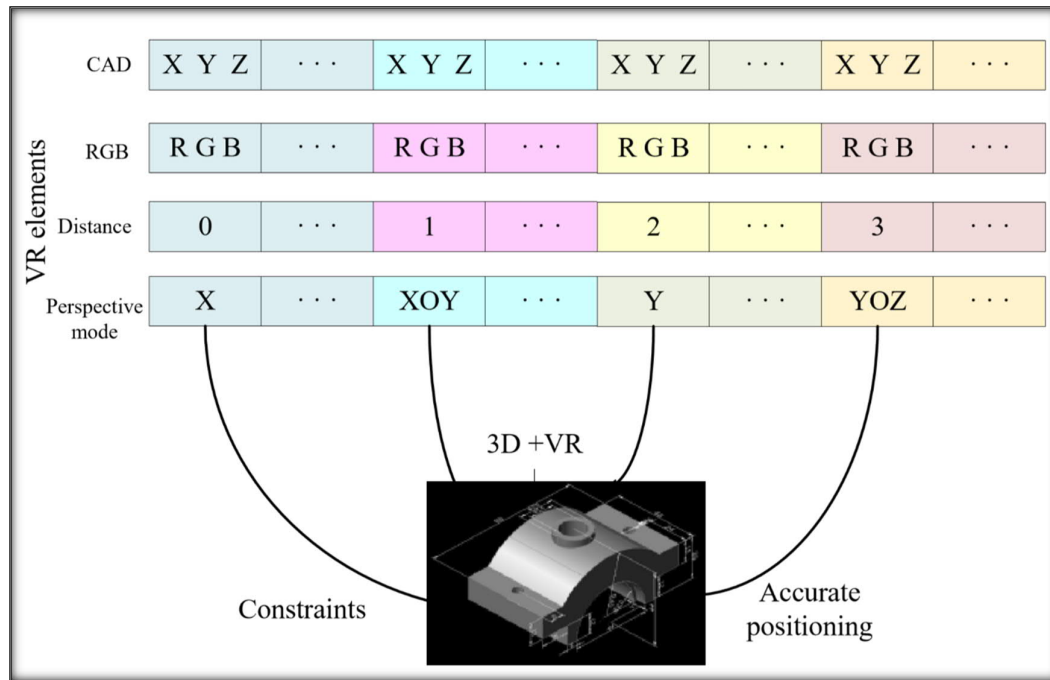 CAD X Y Z · · · X Y Z · · · X Y Z · · · X Y Z · · ·
RGB R G B · · · R G B · · · R G B · · · R G B · · ·
Distance 0 · · · 1 · · · 2 · · · 3 · · ·
Perspective mode X · · · XOY · · · Y · · · YOZ · · ·
VR elements
3D +VR
Constraints
Accurate
positioning